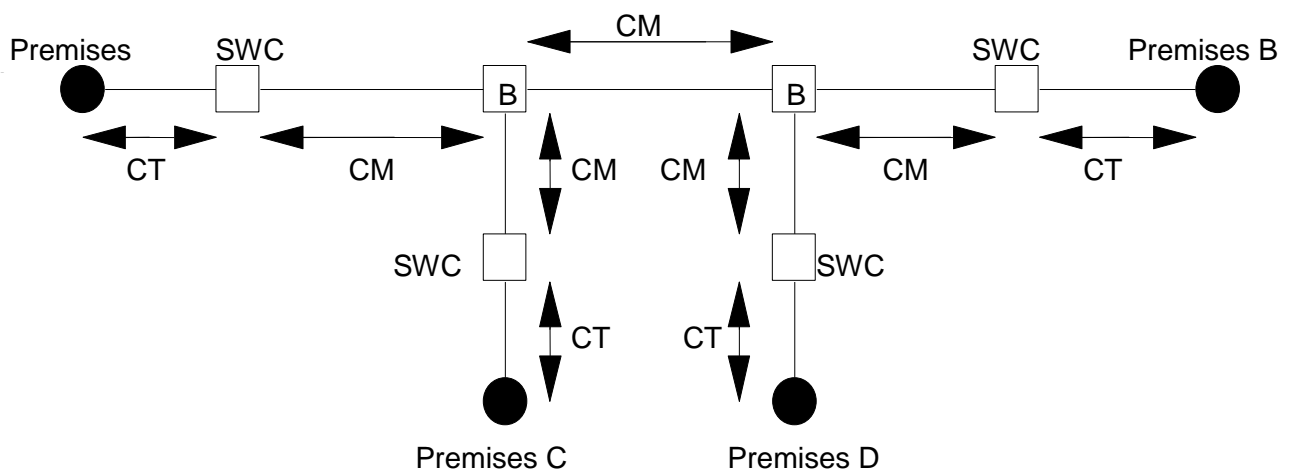 CM
Premises SWC SWC Premises B
B B
CT CM CM CM CM CT
SWC SWC
CT CT
Premises C Premises D